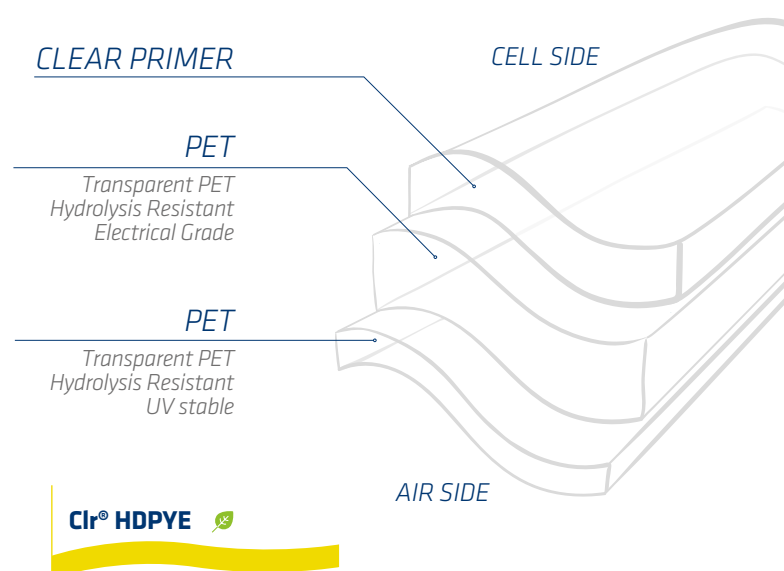 CLEAR PRIMER
CELL SIDE
PET
Transparent PET
Hydrolysis Resistant
Electrical Grade
PET
Transparent PET
Hydrolysis Resistant
UV stable
AIR SIDE
Clr® HDPYE